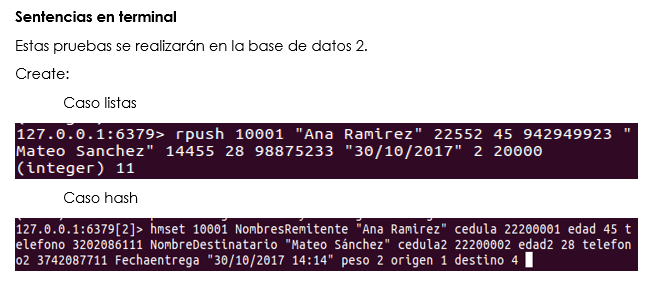 Sentencias en terminal
Estas pruebas se realizarán en la base de datos 2.
Create:
Caso listas
127.0.0.1:6379> rpush 10001 "Ana Ramirez" 22552 45 942949923 "
Mateo Sanchez" 14455 28 98875233 "30/10/2017" 2 20000
(integer) 11
Caso hash
127.0.0.1:6379[2]> hmset 10001 NombresRemitente "Ana Ramirez" cedula 22200001 edad 45 t
elefono 3202086111 NombreDestinatario "Mateo Sánchez" cedula2 22200002 edad2 28 telefon
o2 3742087711 Fechaentrega "30/10/2017 14:14" peso 2 origen 1 destino 4